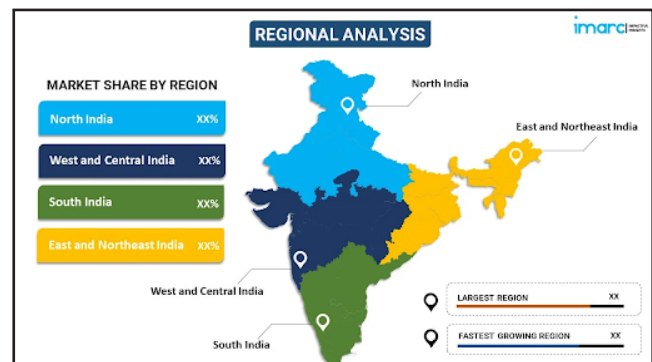 REGIONAL ANALYSIS
imarc
IMPACTFUL
INSIGHTS
MARKET SHARE BY REGION
North India XX%
West and Central India XX%
South India XX%
East and Northeast India XX%
North India
East and Northeast India
West and Central India
South India
LARGEST REGION XX
FASTEST GROWING REGION XX